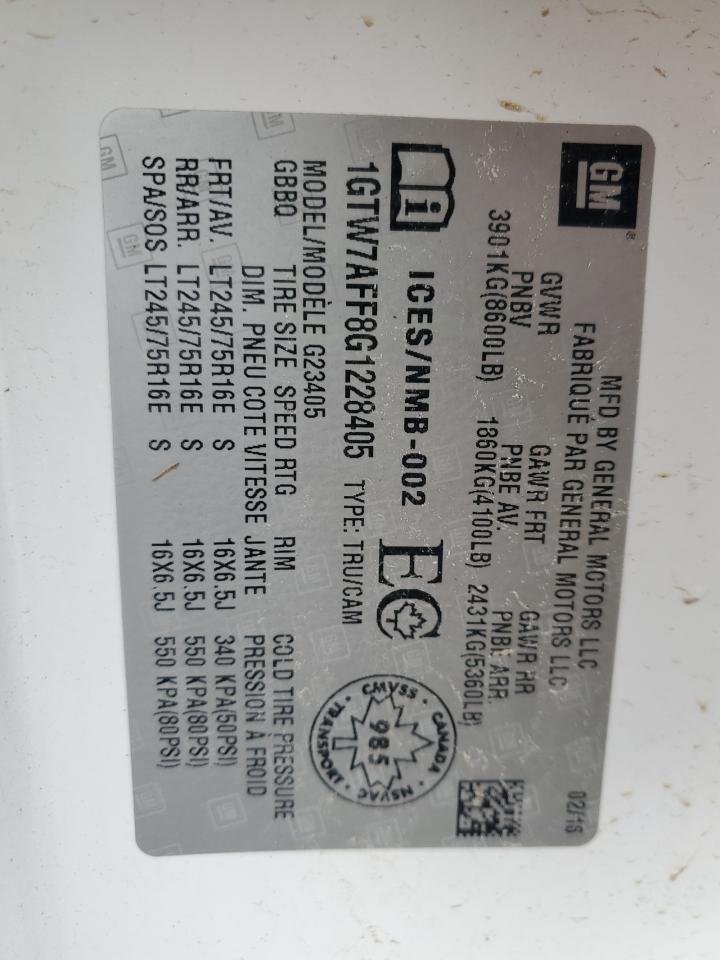 GM
MFD BY GENERAL MOTORS LLC 02/16
FABRIQUÉ PAR GENERAL MOTORS LLC
GVWR GAWR FRT GAWR RR
PNBV PNBE AV. PNBE ARR.
3901KG(8600LB) 1860KG(4100LB) 2431KG(5360LB)
i ICES/NMB-002
CMVSS · CANADA · NSVAC · TRANSPORT ·
985
1GTW7AFF8G1228405 TYPE: TRU/CAM
MODEL/MODÈLE G23405
GBBQ TIRE SIZE SPEED RTG RIM COLD TIRE PRESSURE
DIM. PNEU COTE VITESSE JANTE PRESSION À FROID
FRT/AV. LT245/75R16E S 16X6.5J 340 KPA(50PSI)
RR/ARR. LT245/75R16E S 16X6.5J 550 KPA(80PSI)
SPA/SOS LT245/75R16E S 16X6.5J 550 KPA(80PSI)